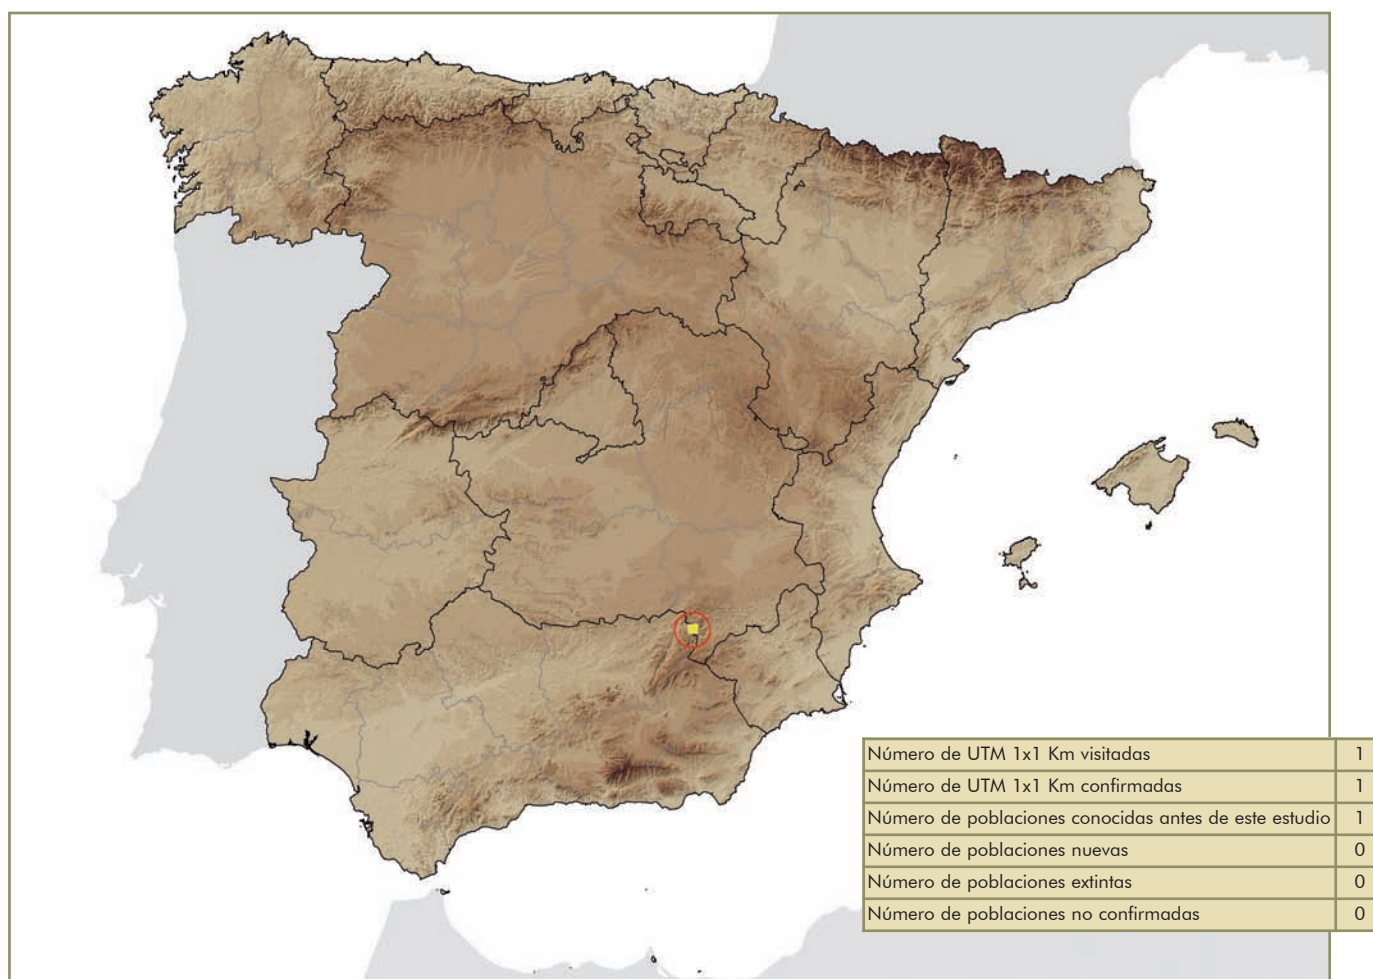 Número de UTM 1x1 Km visitadas 1
Número de UTM 1x1 Km confirmadas 1
Número de poblaciones conocidas antes de este estudio 1
Número de poblaciones nuevas 0
Número de poblaciones extintas 0
Número de poblaciones no confirmadas 0